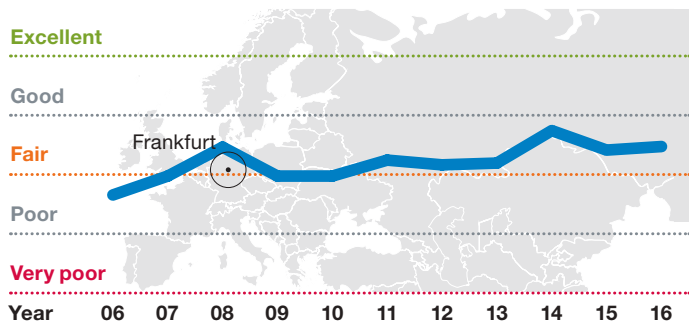 Excellent
Good
Frankfurt
Fair
Poor
Very poor
Year 06 07 08 09 10 11 12 13 14 15 16